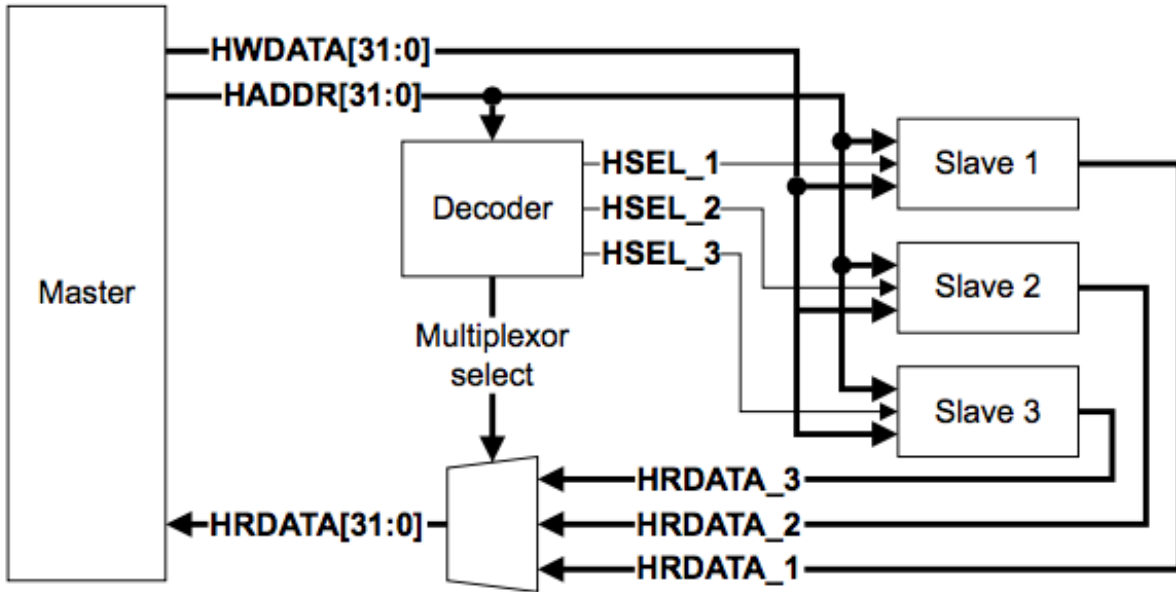 HWDATA[31:0]
HADDR[31:0]
HSEL_1
Slave 1
Decoder
HSEL_2
HSEL_3
Master
Slave 2
Multiplexor
select
Slave 3
HRDATA_3
HRDATA[31:0]
HRDATA_2
HRDATA_1